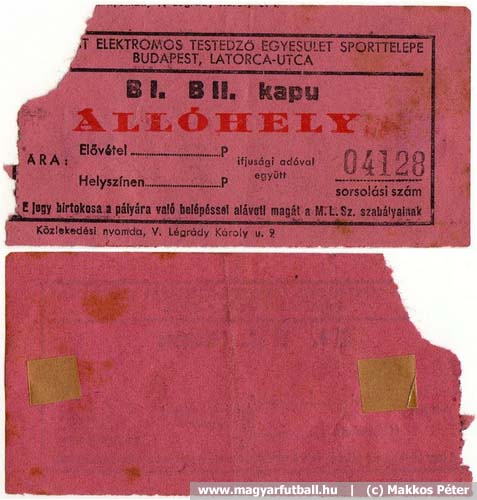 ST ELEKTROMOS TESTEDZŐ EGYESÜLET SPORTTELEPE
BUDAPEST, LATORCA-UTCA
B I. B II. kapu
ÁLLÓHELY
ÁRA:
Elővétel ............ P
Helyszínen ............ P
ifjusági adóval
együtt
04128
sorsolási szám
E jegy birtokosa a pályára való belépéssel aláveti magát a M.L.Sz. szabályainak
Közlekedési nyomda, V. Légrády Károly u. 9
www.magyarfutball.hu | (c) Makkos Péter